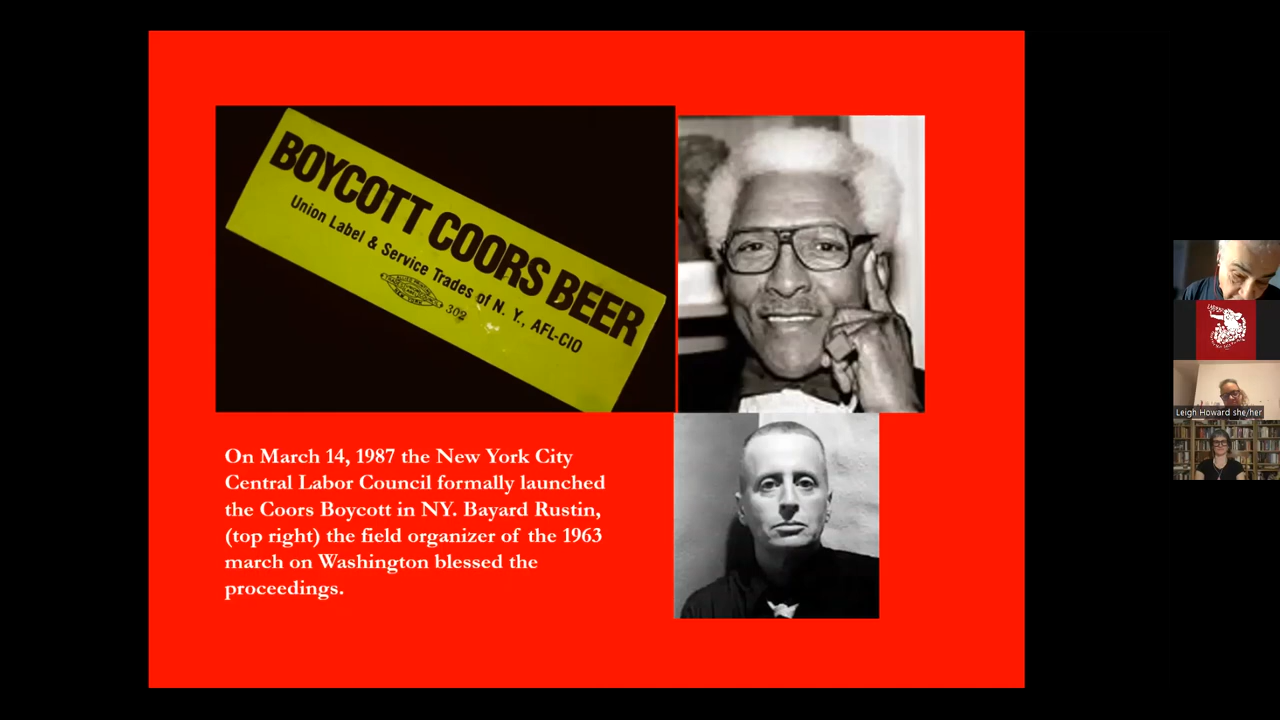 BOYCOTT COORS BEER
Union Label & Service Trades of N. Y., AFL-CIO
302
On March 14, 1987 the New York City
Central Labor Council formally launched
the Coors Boycott in NY. Bayard Rustin,
(top right) the field organizer of the 1963
march on Washington blessed the
proceedings.
Leigh Howard she/her